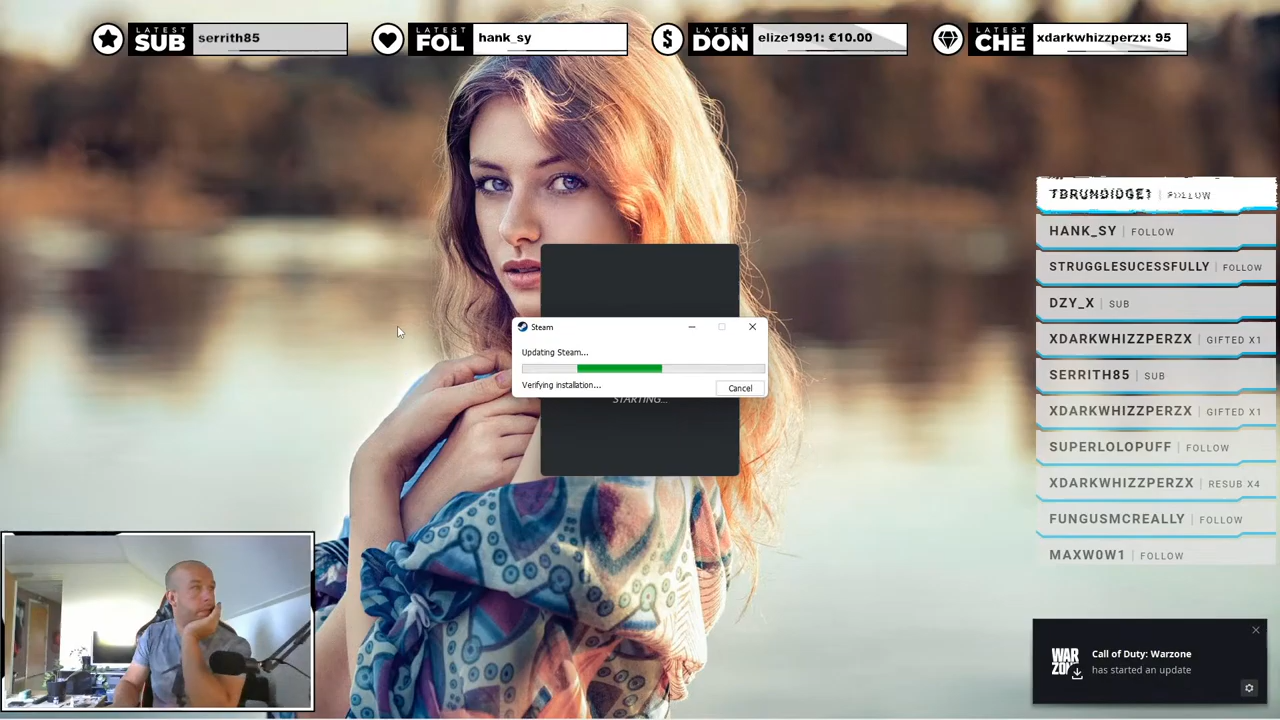 LATEST
SUB
serrith85
LATEST
FOL
hank_sy
LATEST
DON
elize1991: €10.00
LATEST
CHE
xdarkwhizzperzx: 95
TBRUNDIDGE1 | FOLLOW
HANK_SY | FOLLOW
STRUGGLESUCESSFULLY | FOLLOW
DZY_X | SUB
XDARKWHIZZPERZX | GIFTED X1
SERRITH85 | SUB
XDARKWHIZZPERZX | GIFTED X1
SUPERLOLOPUFF | FOLLOW
XDARKWHIZZPERZX | RESUB X4
FUNGUSMCREALLY | FOLLOW
MAXW0W1 | FOLLOW
Steam
Updating Steam...
Verifying installation...
Cancel
STARTING...
WAR
ZO
Call of Duty: Warzone
has started an update